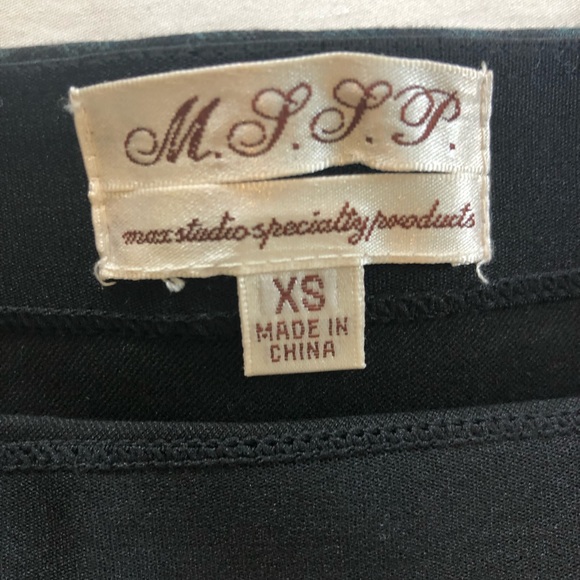 M.S.S.P.
max studio specialty products
XS
MADE IN
CHINA